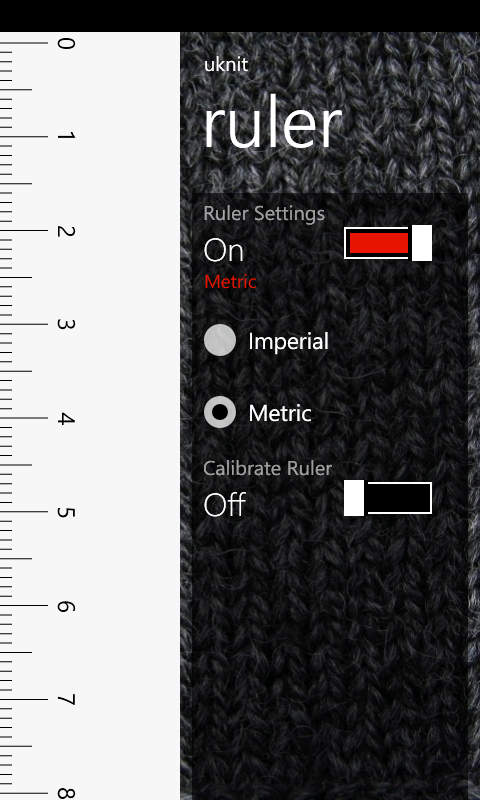 0
1
2
3
4
5
6
7
8
uknit
ruler
Ruler Settings
On
Metric
Imperial
Metric
Calibrate Ruler
Off